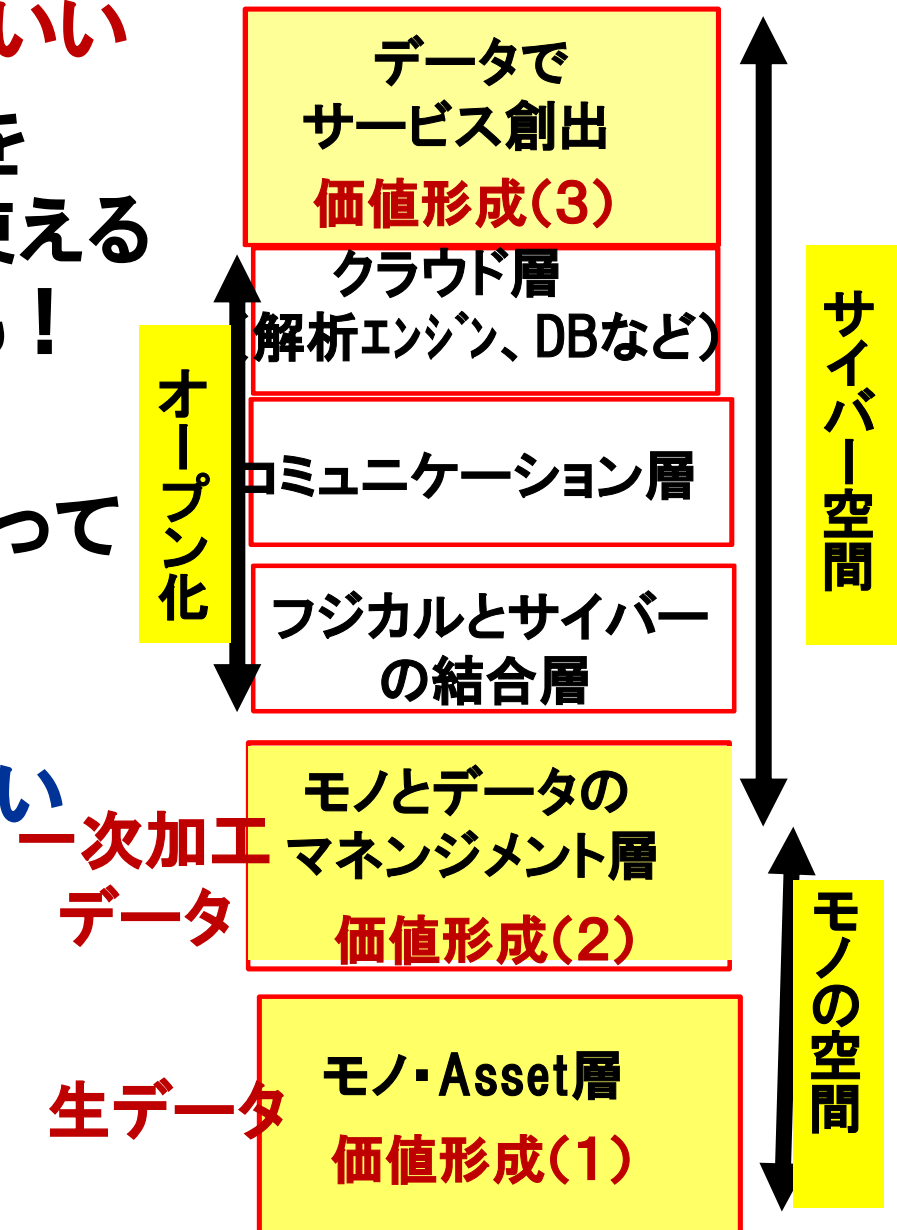 いい
を
使える
る！
って
い
データで
サービス創出
価値形成（3）
クラウド層
（解析ｴﾝｼﾞﾝ、DBなど）
コミュニケーション層
フジカルとサイバー
の結合層
モノとデータの
マネンジメント層
価値形成（2）
モノ・Asset層
価値形成（1）
オープン化
サイバー空間
モノの空間
一次加工
データ
生データ